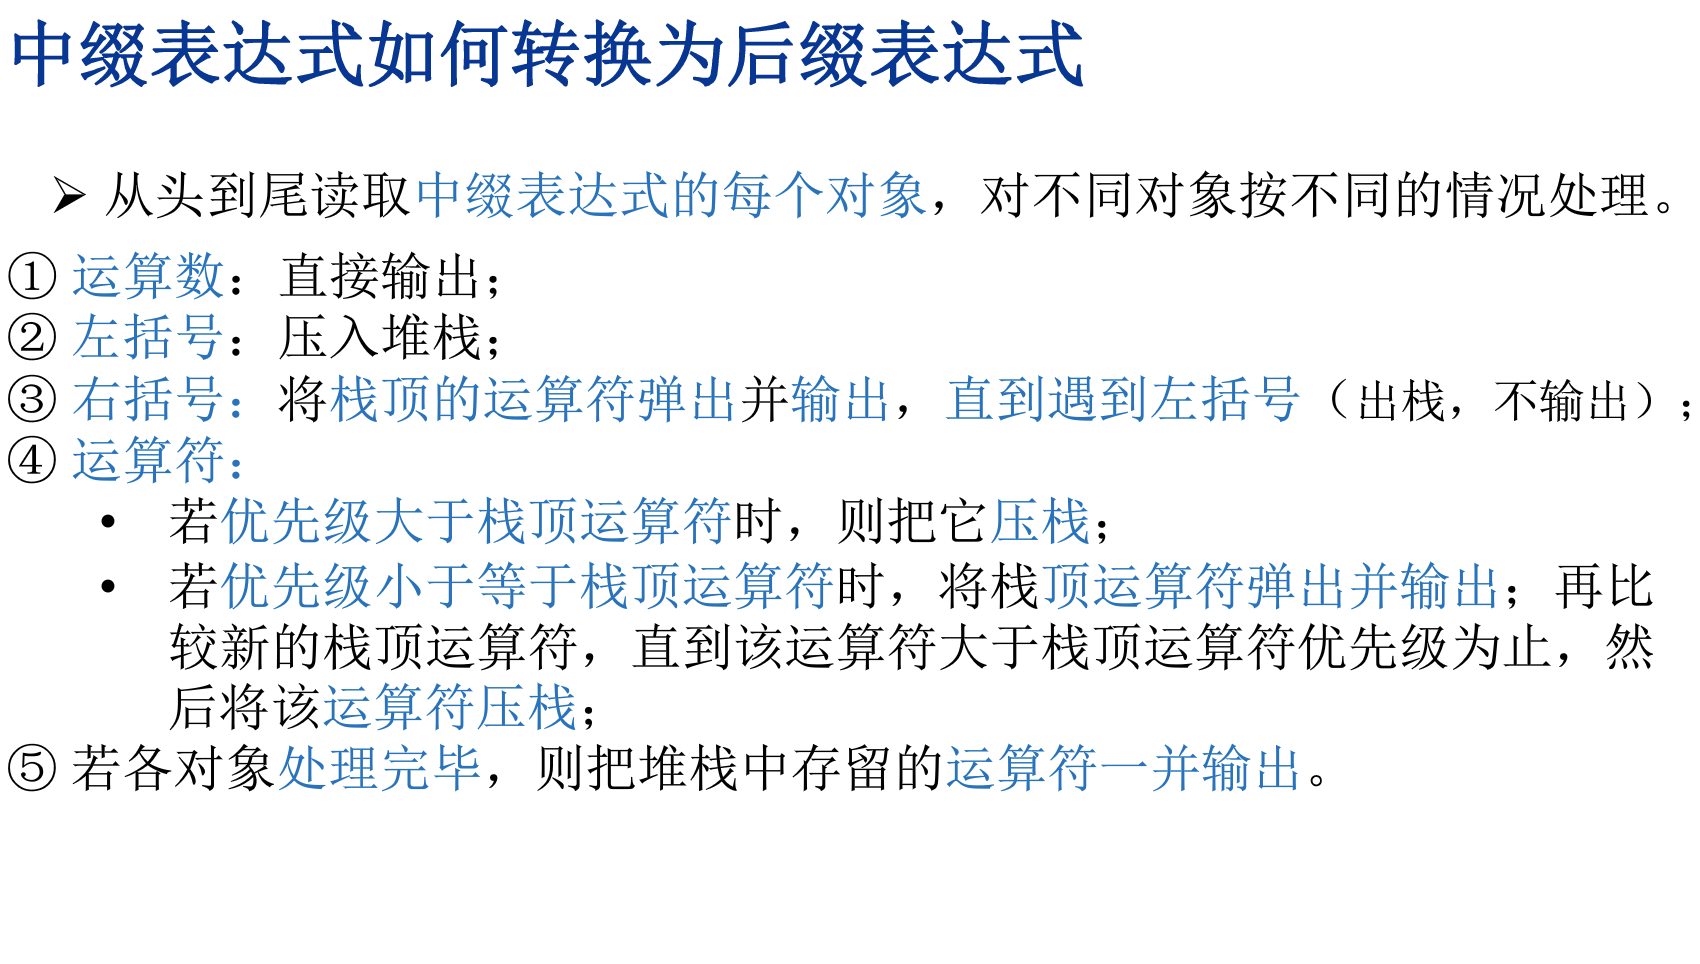 中缀表达式如何转换为后缀表达式
➢ 从头到尾读取中缀表达式的每个对象，对不同对象按不同的情况处理。
① 运算数：直接输出；
② 左括号：压入堆栈；
③ 右括号：将栈顶的运算符弹出并输出，直到遇到左括号（出栈，不输出）；
④ 运算符：
• 若优先级大于栈顶运算符时，则把它压栈；
• 若优先级小于等于栈顶运算符时，将栈顶运算符弹出并输出；再比
较新的栈顶运算符，直到该运算符大于栈顶运算符优先级为止，然
后将该运算符压栈；
⑤ 若各对象处理完毕，则把堆栈中存留的运算符一并输出。